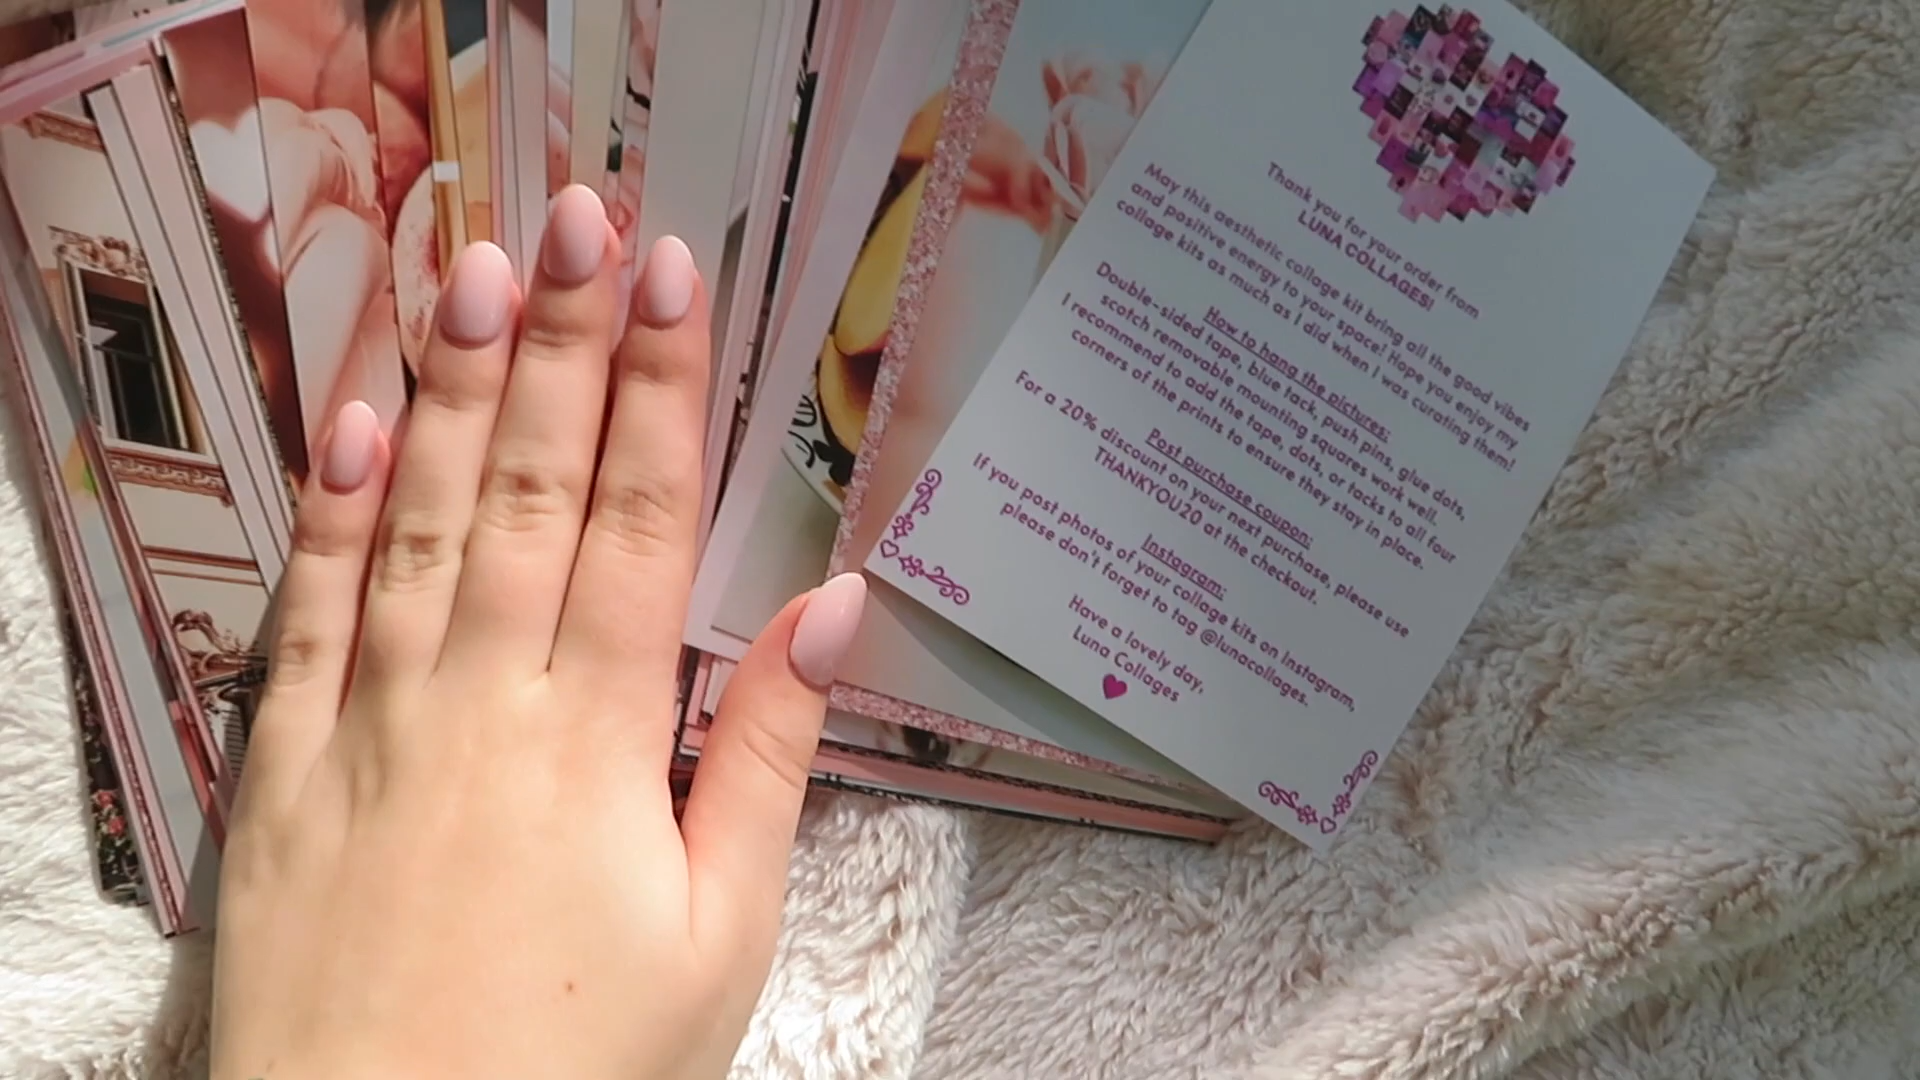 Thank you for your order from
LUNA COLLAGES!
May this aesthetic collage kit bring all the good vibes
and positive energy to your space! Hope you enjoy my
collage kits as much as I did when I was curating them!
How to hang the pictures:
Double-sided tape, blue tack, push pins, glue dots,
scotch removable mounting squares work well.
I recommend to add the tape, dots, or tacks to all four
corners of the prints to ensure they stay in place.
Post purchase coupon:
For a 20% discount on your next purchase, please use
THANKYOU20 at the checkout.
Instagram:
If you post photos of your collage kits on Instagram,
please don't forget to tag @lunacollages.
Have a lovely day,
Luna Collages